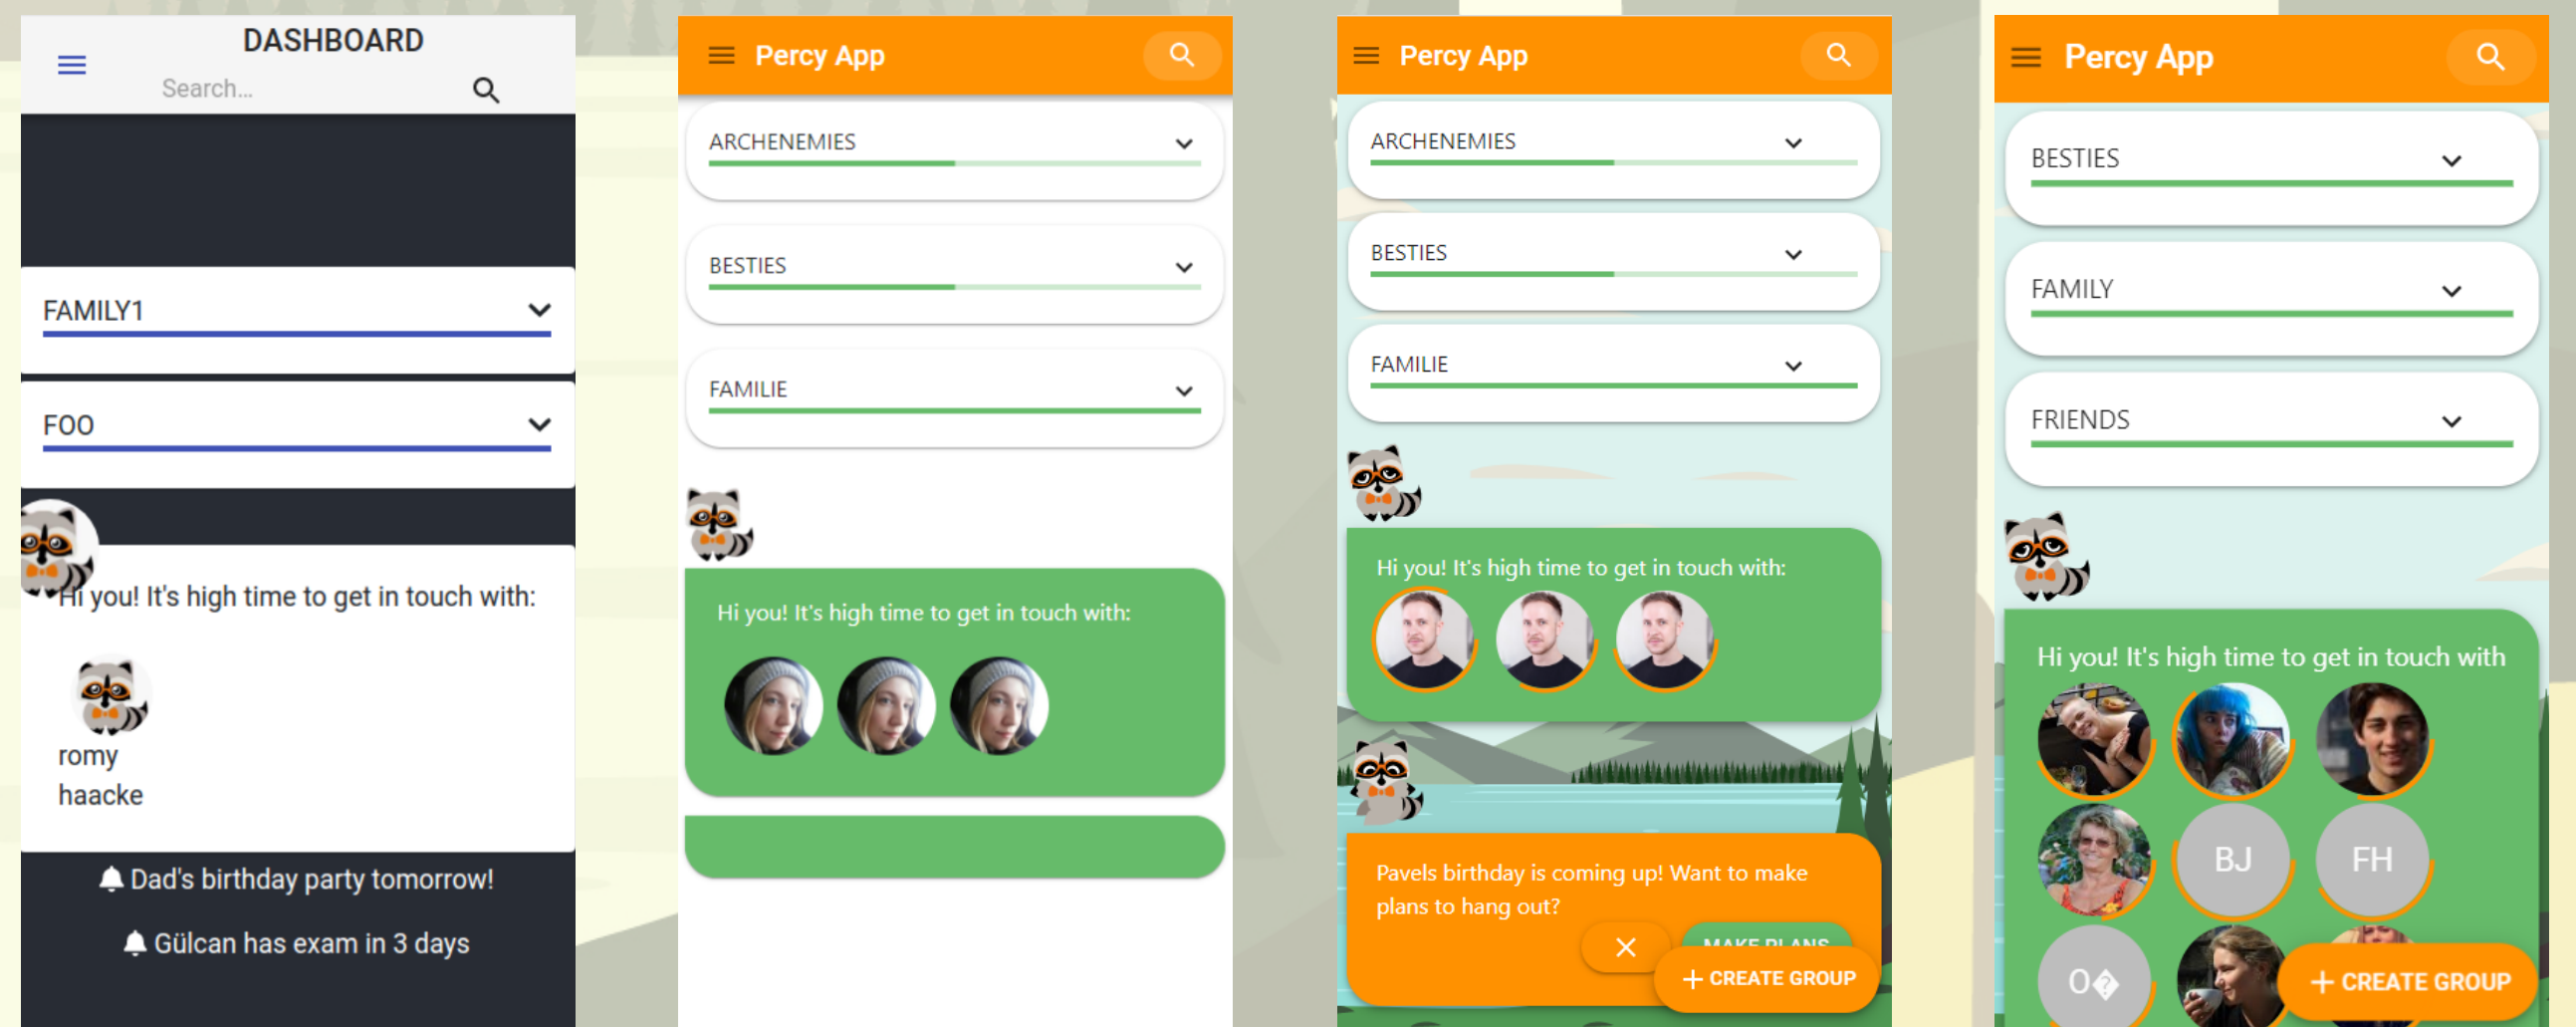 DASHBOARD
Search...
FAMILY1
FOO
Hi you! It's high time to get in touch with:
romy
haacke
Dad's birthday party tomorrow!
Gülcan has exam in 3 days
Percy App
ARCHENEMIES
BESTIES
FAMILIE
Hi you! It's high time to get in touch with:
Percy App
ARCHENEMIES
BESTIES
FAMILIE
Hi you! It's high time to get in touch with:
Pavels birthday is coming up! Want to make
plans to hang out?
MAKE PLANS
+ CREATE GROUP
Percy App
BESTIES
FAMILY
FRIENDS
Hi you! It's high time to get in touch with
BJ
FH
O�
+ CREATE GROUP